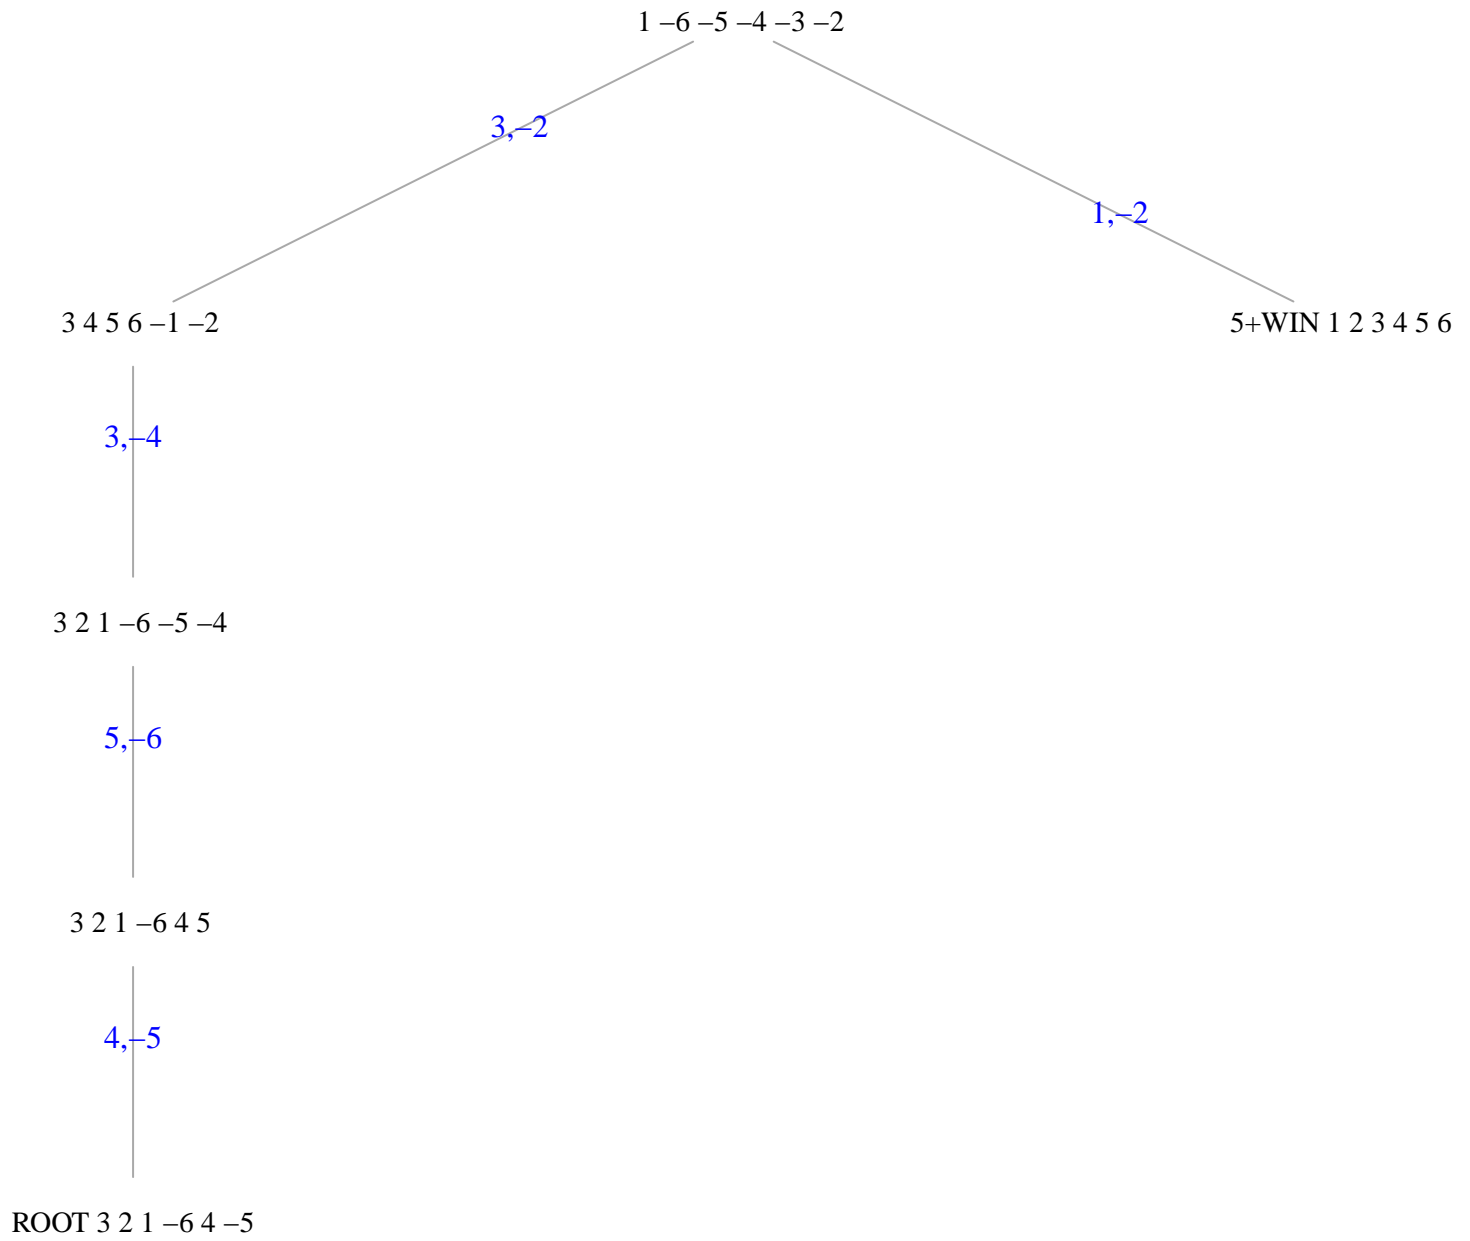 1 –6 –5 –4 –3 –2
3,–2
1,–2
3 4 5 6 –1 –2
5+WIN 1 2 3 4 5 6
3,–4
3 2 1 –6 –5 –4
5,–6
3 2 1 –6 4 5
4,–5
ROOT 3 2 1 –6 4 –5